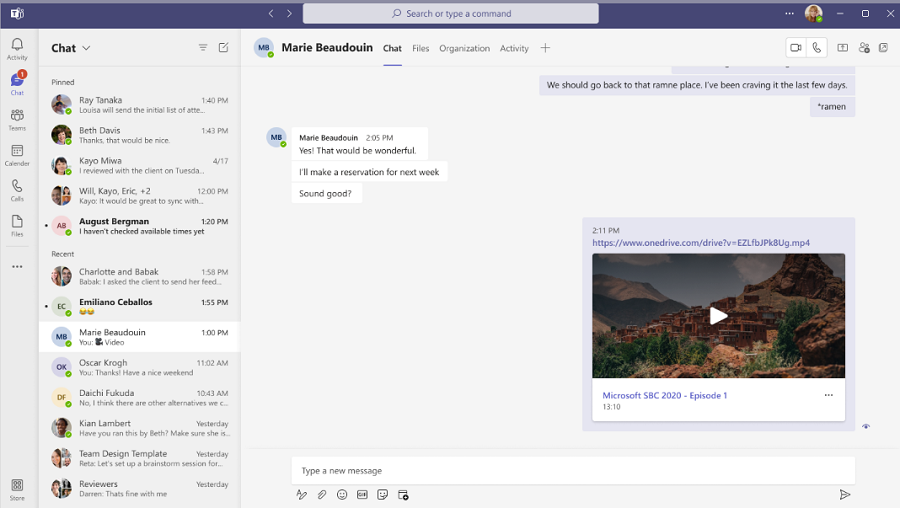 Search or type a command
Activity
1
Chat
Teams
Calender
Calls
Files
Store
Chat
Pinned
Ray Tanaka 1:40 PM
Louisa will send the initial list of atte...
Beth Davis 1:43 PM
Thanks, that would be nice.
Kayo Miwa 4/17
I reviewed with the client on Tuesda...
Will, Kayo, Eric, +2 12:00 PM
Kayo: It would be great to sync with...
AB
August Bergman 1:20 PM
I haven't checked available times yet
Recent
Charlotte and Babak 1:58 PM
Babak: I asked the client to send her feed...
EC
Emiliano Ceballos 1:55 PM
😂😂
MB
Marie Beaudouin 1:00 PM
You: 🎥 Video
OK
Oscar Krogh 11:02 AM
You: Thanks! Have a nice weekend
DF
Daichi Fukuda 10:43 AM
No, I think there are other alternatives we c...
Kian Lambert Yesterday
Have you ran this by Beth? Make sure she is...
Team Design Template Yesterday
Reta: Let's set up a brainstorm session for...
Reviewers Yesterday
Darren: Thats fine with me
MB
Marie Beaudouin Chat Files Organization Activity
We should go back to that ramne place. I've been craving it the last few days.
*ramen
MB
Marie Beaudouin 2:05 PM
Yes! That would be wonderful.
I'll make a reservation for next week
Sound good?
2:11 PM
https://www.onedrive.com/drive?v=EZLfbJPk8Ug.mp4
Microsoft SBC 2020 - Episode 1
13:10
Type a new message
GIF